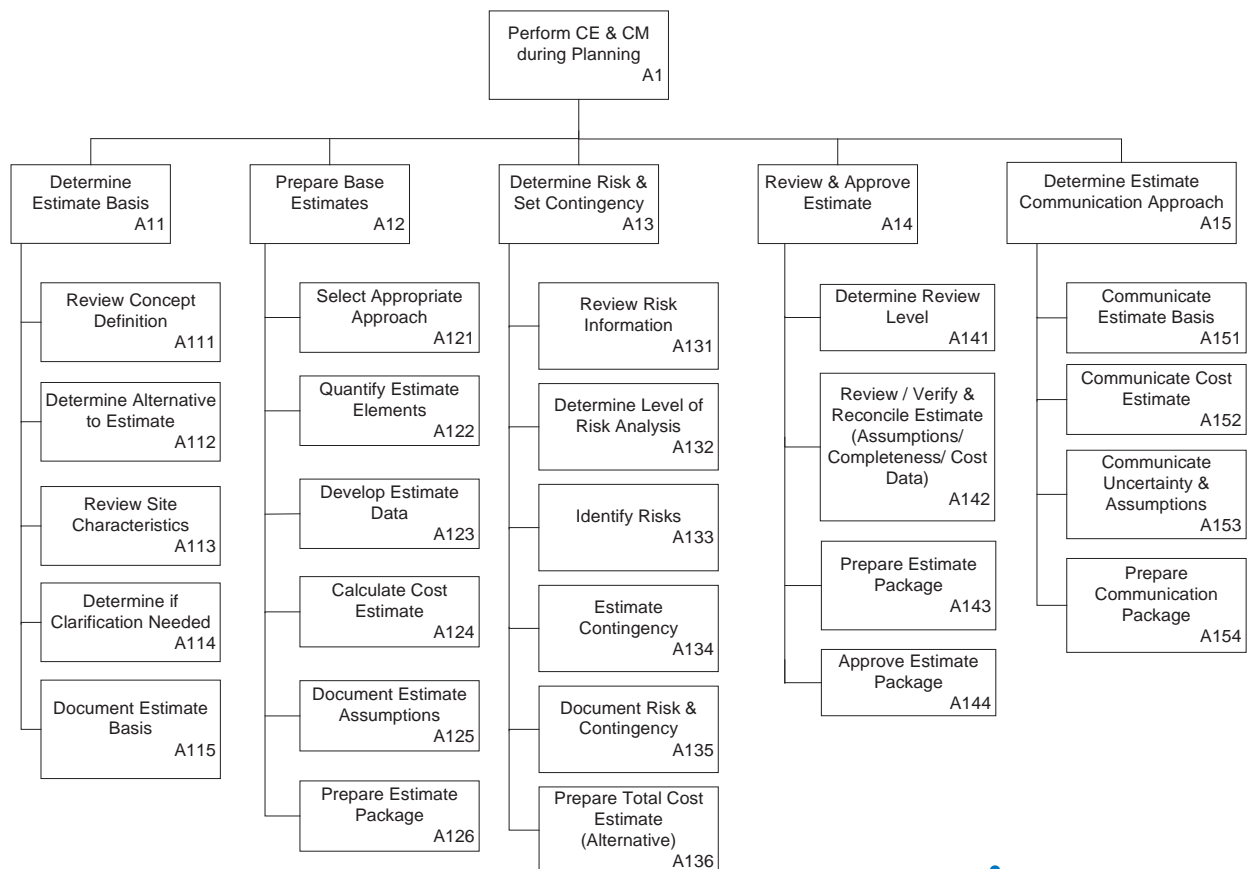 Perform CE & CM
during Planning
A1
Determine
Estimate Basis
A11
Review Concept
Definition
A111
Determine Alternative
to Estimate
A112
Review Site
Characteristics
A113
Determine if
Clarification Needed
A114
Document Estimate
Basis
A115
Prepare Base
Estimates
A12
Select Appropriate
Approach
A121
Quantify Estimate
Elements
A122
Develop Estimate
Data
A123
Calculate Cost
Estimate
A124
Document Estimate
Assumptions
A125
Prepare Estimate
Package
A126
Determine Risk &
Set Contingency
A13
Review Risk
Information
A131
Determine Level of
Risk Analysis
A132
Identify Risks
A133
Estimate
Contingency
A134
Document Risk &
Contingency
A135
Prepare Total Cost
Estimate
(Alternative)
A136
Review & Approve
Estimate
A14
Determine Review
Level
A141
Review / Verify &
Reconcile Estimate
(Assumptions/
Completeness/ Cost
Data)
A142
Prepare Estimate
Package
A143
Approve Estimate
Package
A144
Determine Estimate
Communication Approach
A15
Communicate
Estimate Basis
A151
Communicate Cost
Estimate
A152
Communicate
Uncertainty &
Assumptions
A153
Prepare
Communication
Package
A154